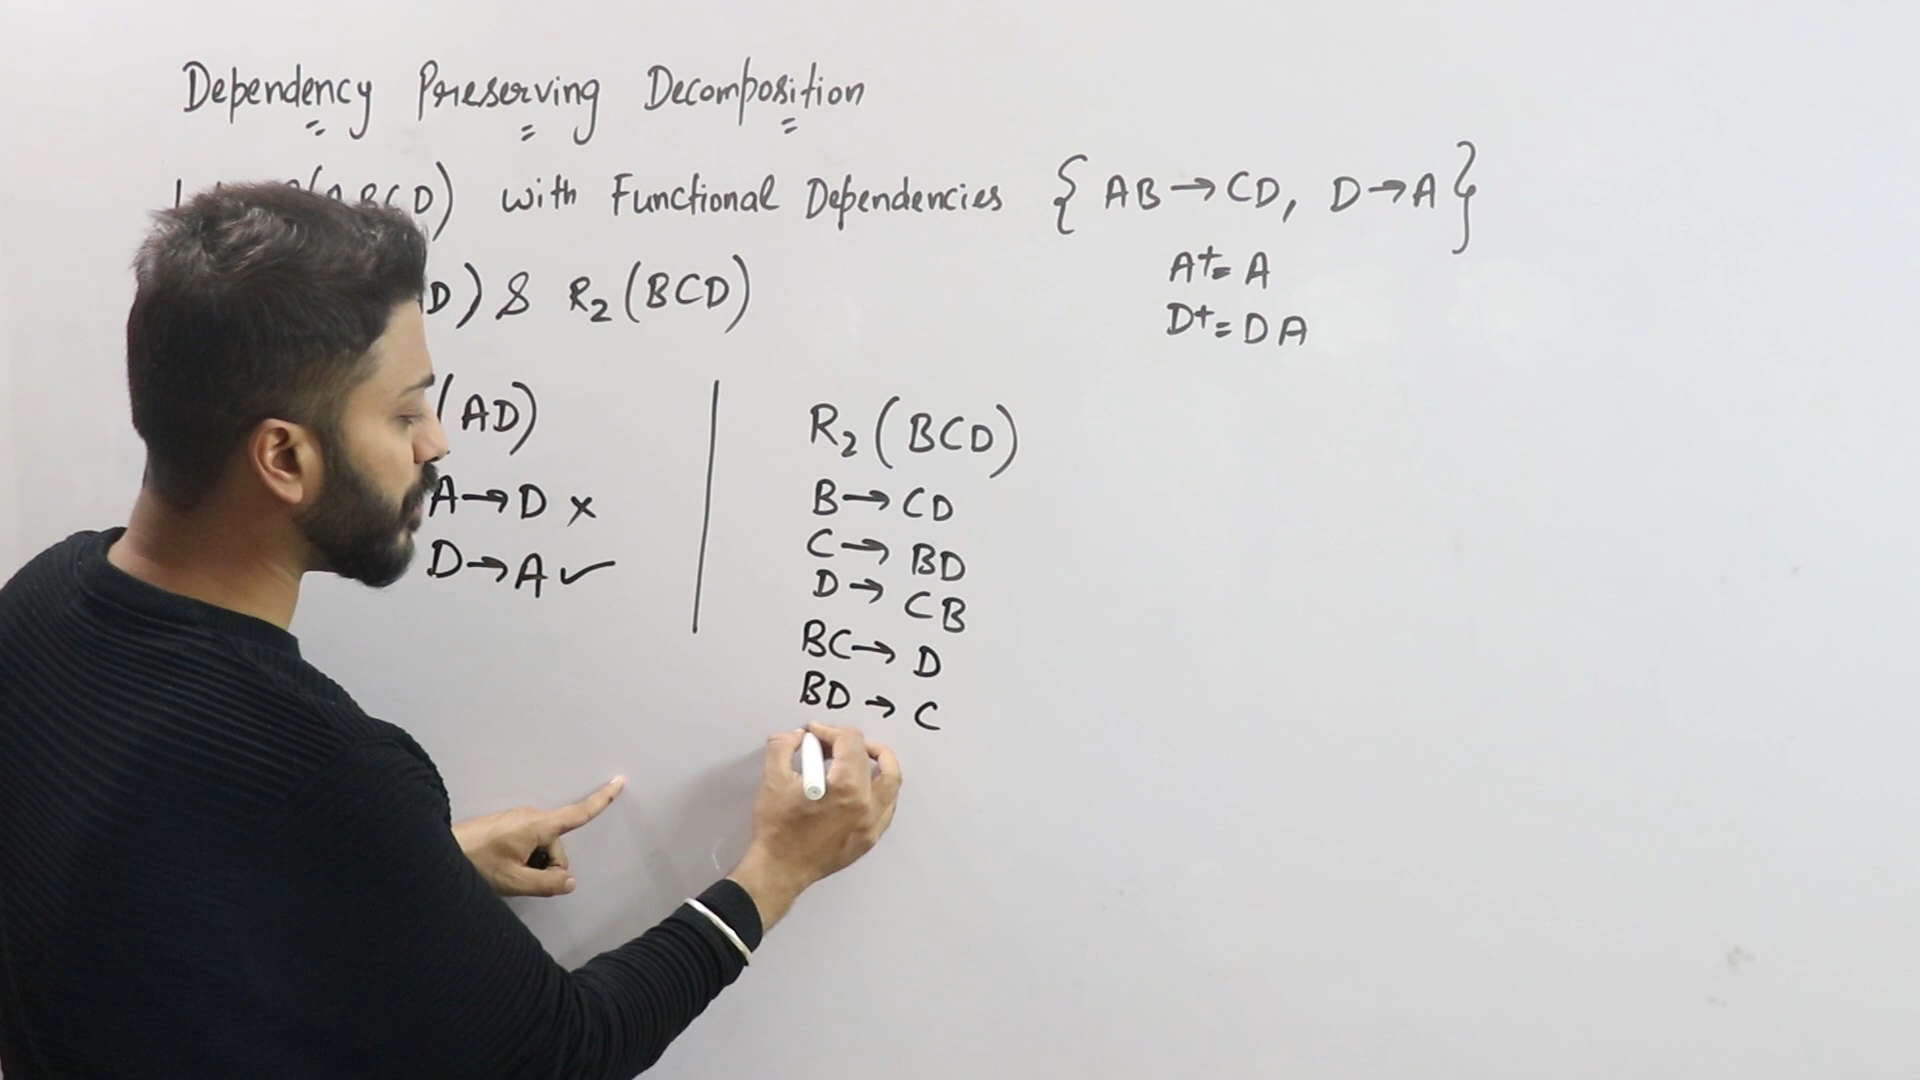 Dependency Preserving Decomposition
BCD) with Functional Dependencies { AB→CD, D→A}
A+= A
D+= DA
D) & R2 (BCD)
(AD)
A→D ×
D→A ✓
R2 (BCD)
B→CD
C→BD
D→CB
BC→D
BD→C